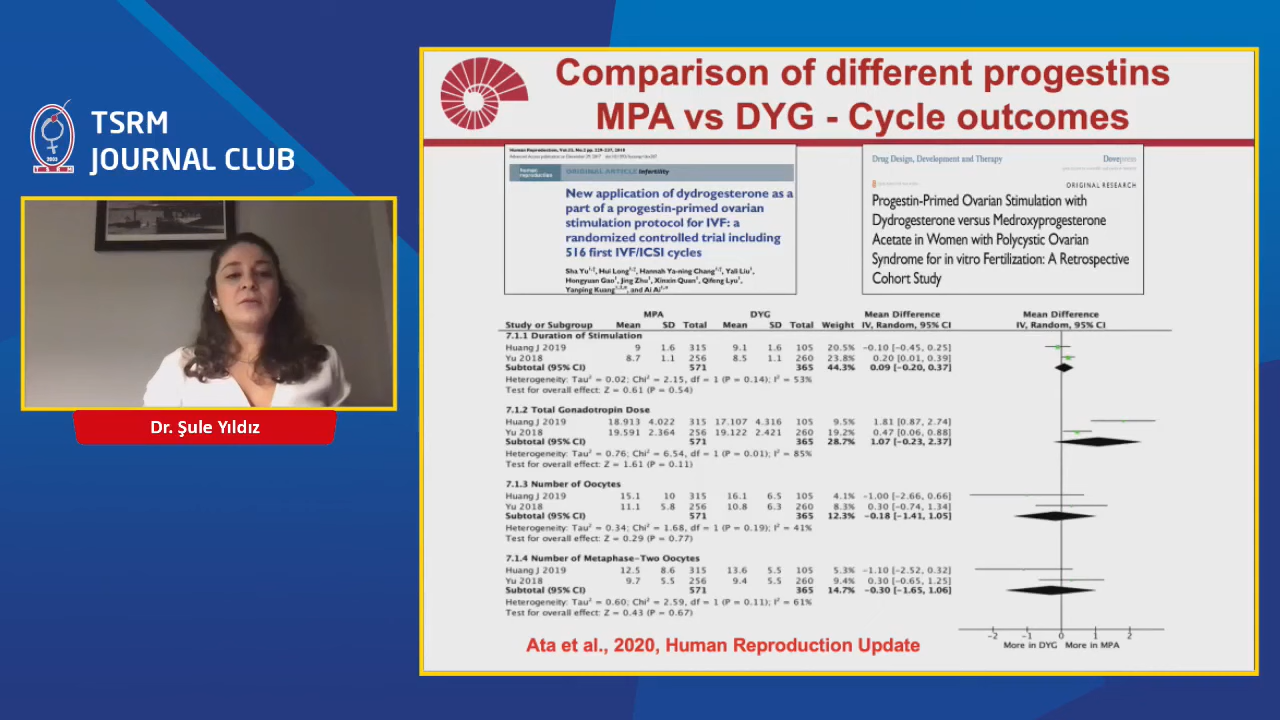 TSRM
JOURNAL CLUB
2003
T S R M
Dr. Şule Yıldız
Comparison of different progestins
MPA vs DYG - Cycle outcomes
Human Reproduction, Vol.33, No.2 pp. 229–237, 2018
human
reproduction
ORIGINAL ARTICLE Infertility
New application of dydrogesterone as a
part of a progestin-primed ovarian
stimulation protocol for IVF: a
randomized controlled trial including
516 first IVF/ICSI cycles
Sha Yu, Hui Long, Hannah Ya-ning Chang, Yali Liu,
Hongyuan Gao, Jing Zhu, Xinxin Quan, Qifeng Lyu,
Yanping Kuang, and Ai Ai
Drug Design, Development and Therapy Dovepress
ORIGINAL RESEARCH
Progestin-Primed Ovarian Stimulation with
Dydrogesterone versus Medroxyprogesterone
Acetate in Women with Polycystic Ovarian
Syndrome for in vitro Fertilization: A Retrospective
Cohort Study
MPA DYG Mean Difference Mean Difference
Study or Subgroup Mean SD Total Mean SD Total Weight IV, Random, 95% CI IV, Random, 95% CI
7.1.1 Duration of Stimulation
Huang J 2019 9 1.6 315 9.1 1.6 105 20.5% −0.10 [−0.45, 0.25]
Yu 2018 8.7 1.1 256 8.5 1.1 260 23.8% 0.20 [0.01, 0.39]
Subtotal (95% CI) 571 365 44.3% 0.09 [−0.20, 0.37]
Heterogeneity: Tau² = 0.02; Chi² = 2.15, df = 1 (P = 0.14); I² = 53%
Test for overall effect: Z = 0.61 (P = 0.54)
7.1.2 Total Gonadotropin Dose
Huang J 2019 18.913 4.022 315 17.107 4.316 105 9.5% 1.81 [0.87, 2.74]
Yu 2018 19.591 2.364 256 19.122 2.421 260 19.2% 0.47 [0.06, 0.88]
Subtotal (95% CI) 571 365 28.7% 1.07 [−0.23, 2.37]
Heterogeneity: Tau² = 0.76; Chi² = 6.54, df = 1 (P = 0.01); I² = 85%
Test for overall effect: Z = 1.61 (P = 0.11)
7.1.3 Number of Oocytes
Huang J 2019 15.1 10 315 16.1 6.5 105 4.1% −1.00 [−2.66, 0.66]
Yu 2018 11.1 5.8 256 10.8 6.3 260 8.3% 0.30 [−0.74, 1.34]
Subtotal (95% CI) 571 365 12.3% −0.18 [−1.41, 1.05]
Heterogeneity: Tau² = 0.34; Chi² = 1.68, df = 1 (P = 0.19); I² = 41%
Test for overall effect: Z = 0.29 (P = 0.77)
7.1.4 Number of Metaphase−Two Oocytes
Huang J 2019 12.5 8.6 315 13.6 5.5 105 5.3% −1.10 [−2.52, 0.32]
Yu 2018 9.7 5.5 256 9.4 5.5 260 9.4% 0.30 [−0.65, 1.25]
Subtotal (95% CI) 571 365 14.7% −0.30 [−1.65, 1.06]
Heterogeneity: Tau² = 0.60; Chi² = 2.59, df = 1 (P = 0.11); I² = 61%
Test for overall effect: Z = 0.43 (P = 0.67)
−2 −1 0 1 2
More in DYG More in MPA
Ata et al., 2020, Human Reproduction Update